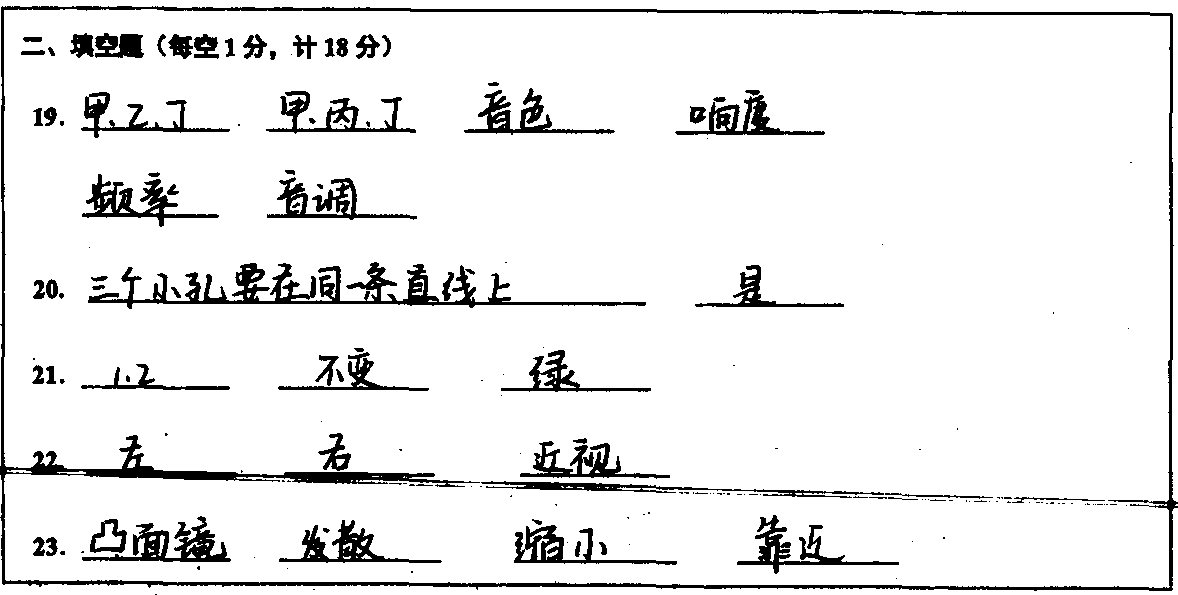 二、填空题（每空1分，计18分）
19. 甲、乙、丁 甲、丙、丁 音色 响度
频率 音调
20. 三个小孔要在同一条直线上 是
21. 1.2 不变 绿
22. 左 右 近视
23. 凸面镜 发散 缩小 靠近